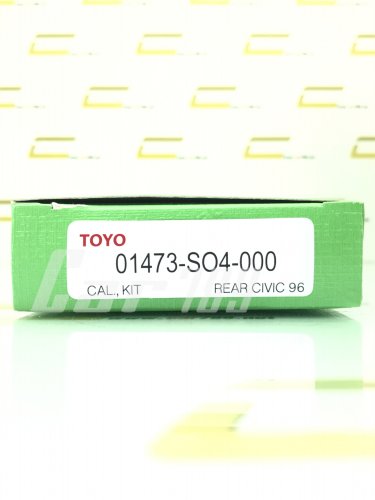 TOYO
01473-SO4-000
CAL., KIT REAR CIVIC 96